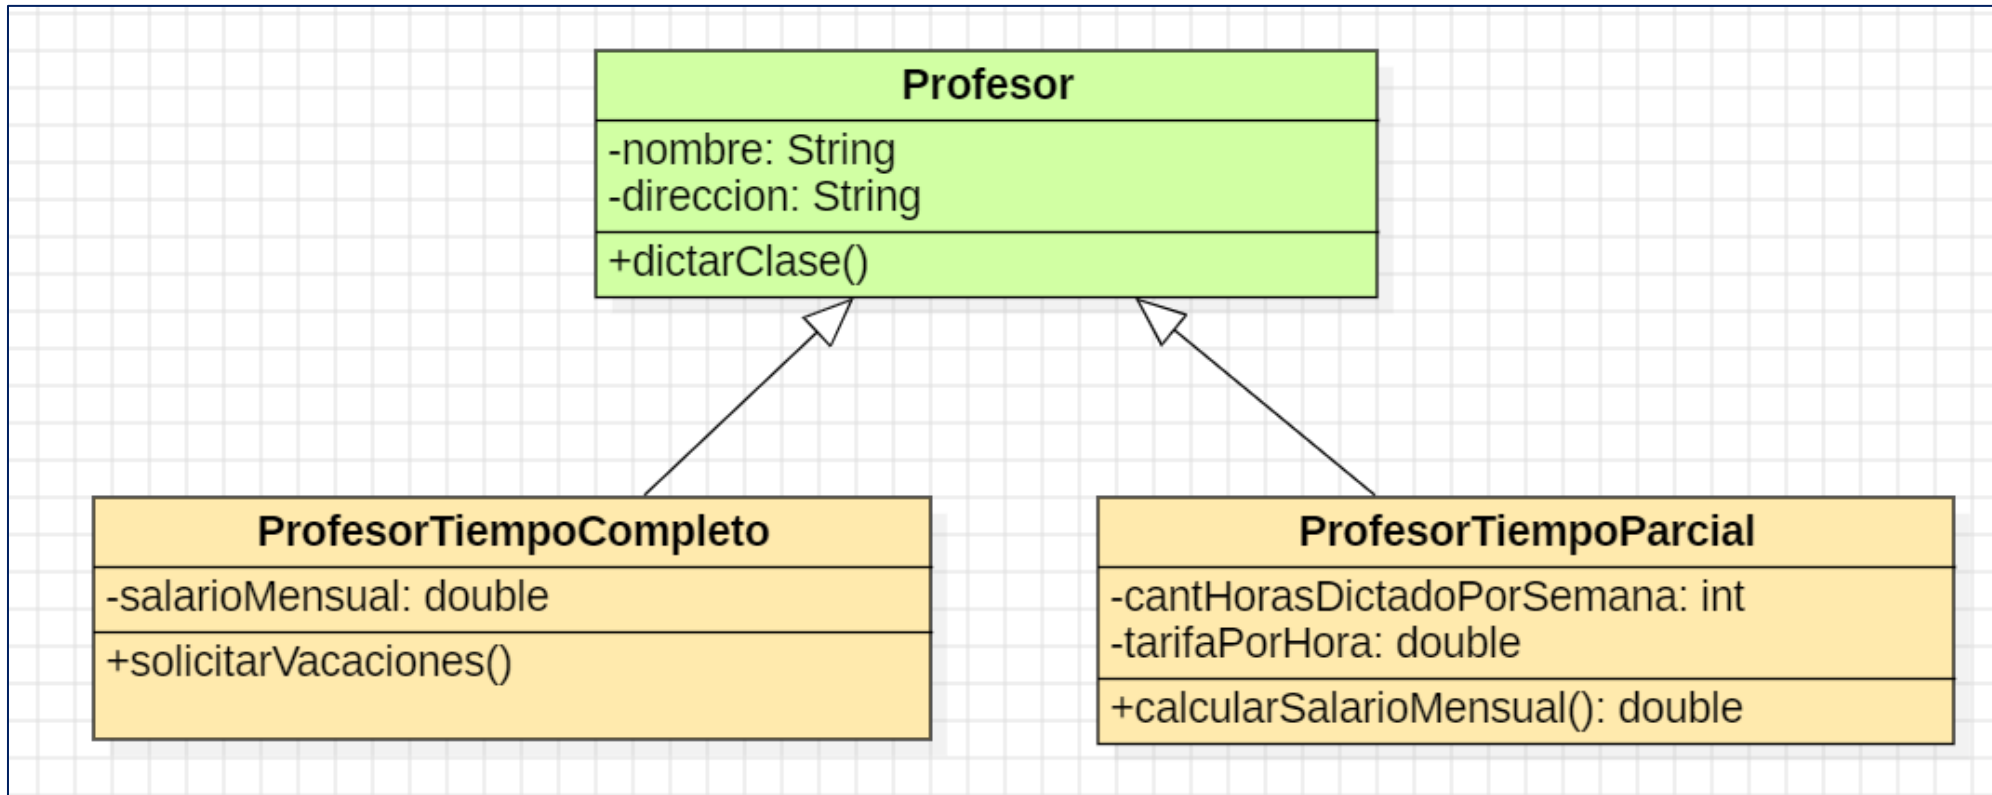 Profesor
-nombre: String
-direccion: String
+dictarClase()
ProfesorTiempoCompleto
-salarioMensual: double
+solicitarVacaciones()
ProfesorTiempoParcial
-cantHorasDictadoPorSemana: int
-tarifaPorHora: double
+calcularSalarioMensual(): double